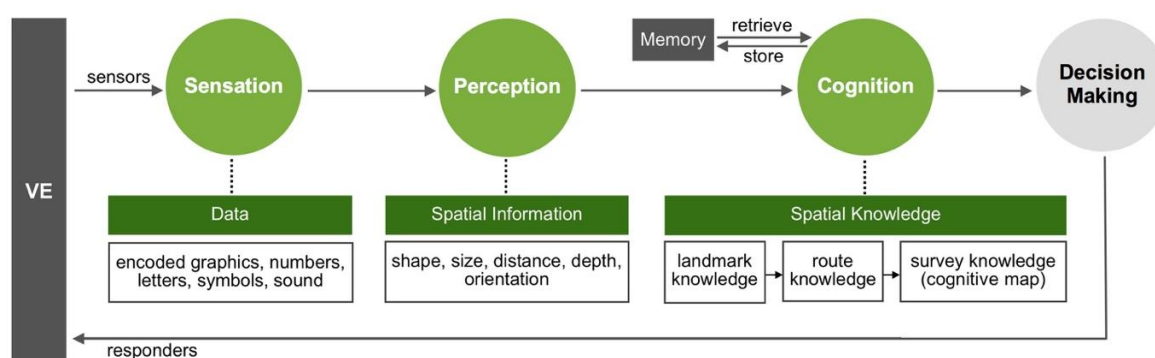 VE
sensors
Sensation
Perception
Memory
retrieve
store
Cognition
Decision
Making
Data
encoded graphics, numbers,
letters, symbols, sound
Spatial Information
shape, size, distance, depth,
orientation
Spatial Knowledge
landmark
knowledge
route
knowledge
survey knowledge
(cognitive map)
responders